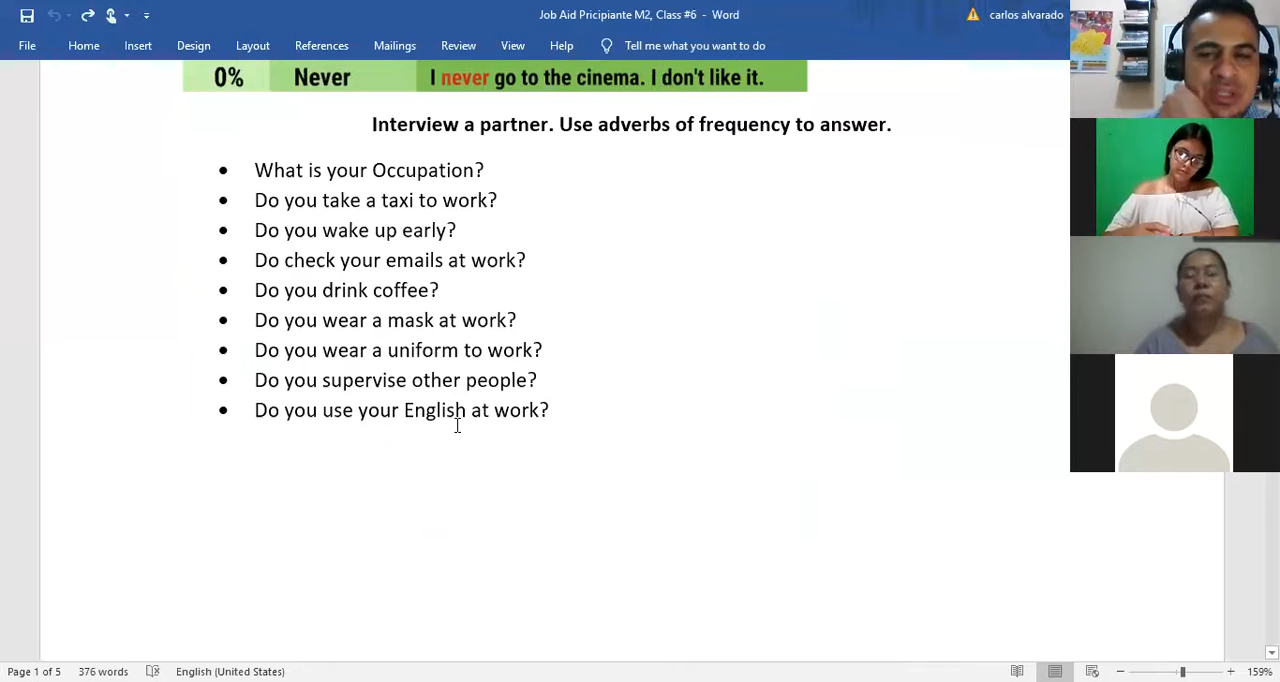 Job Aid Pricipiante M2, Class #6 - Word
carlos alvarado
File Home Insert Design Layout References Mailings Review View Help Tell me what you want to do
0% Never I never go to the cinema. I don't like it.
Interview a partner. Use adverbs of frequency to answer.
• What is your Occupation?
• Do you take a taxi to work?
• Do you wake up early?
• Do check your emails at work?
• Do you drink coffee?
• Do you wear a mask at work?
• Do you wear a uniform to work?
• Do you supervise other people?
• Do you use your English at work?
Page 1 of 5 376 words English (United States) 159%